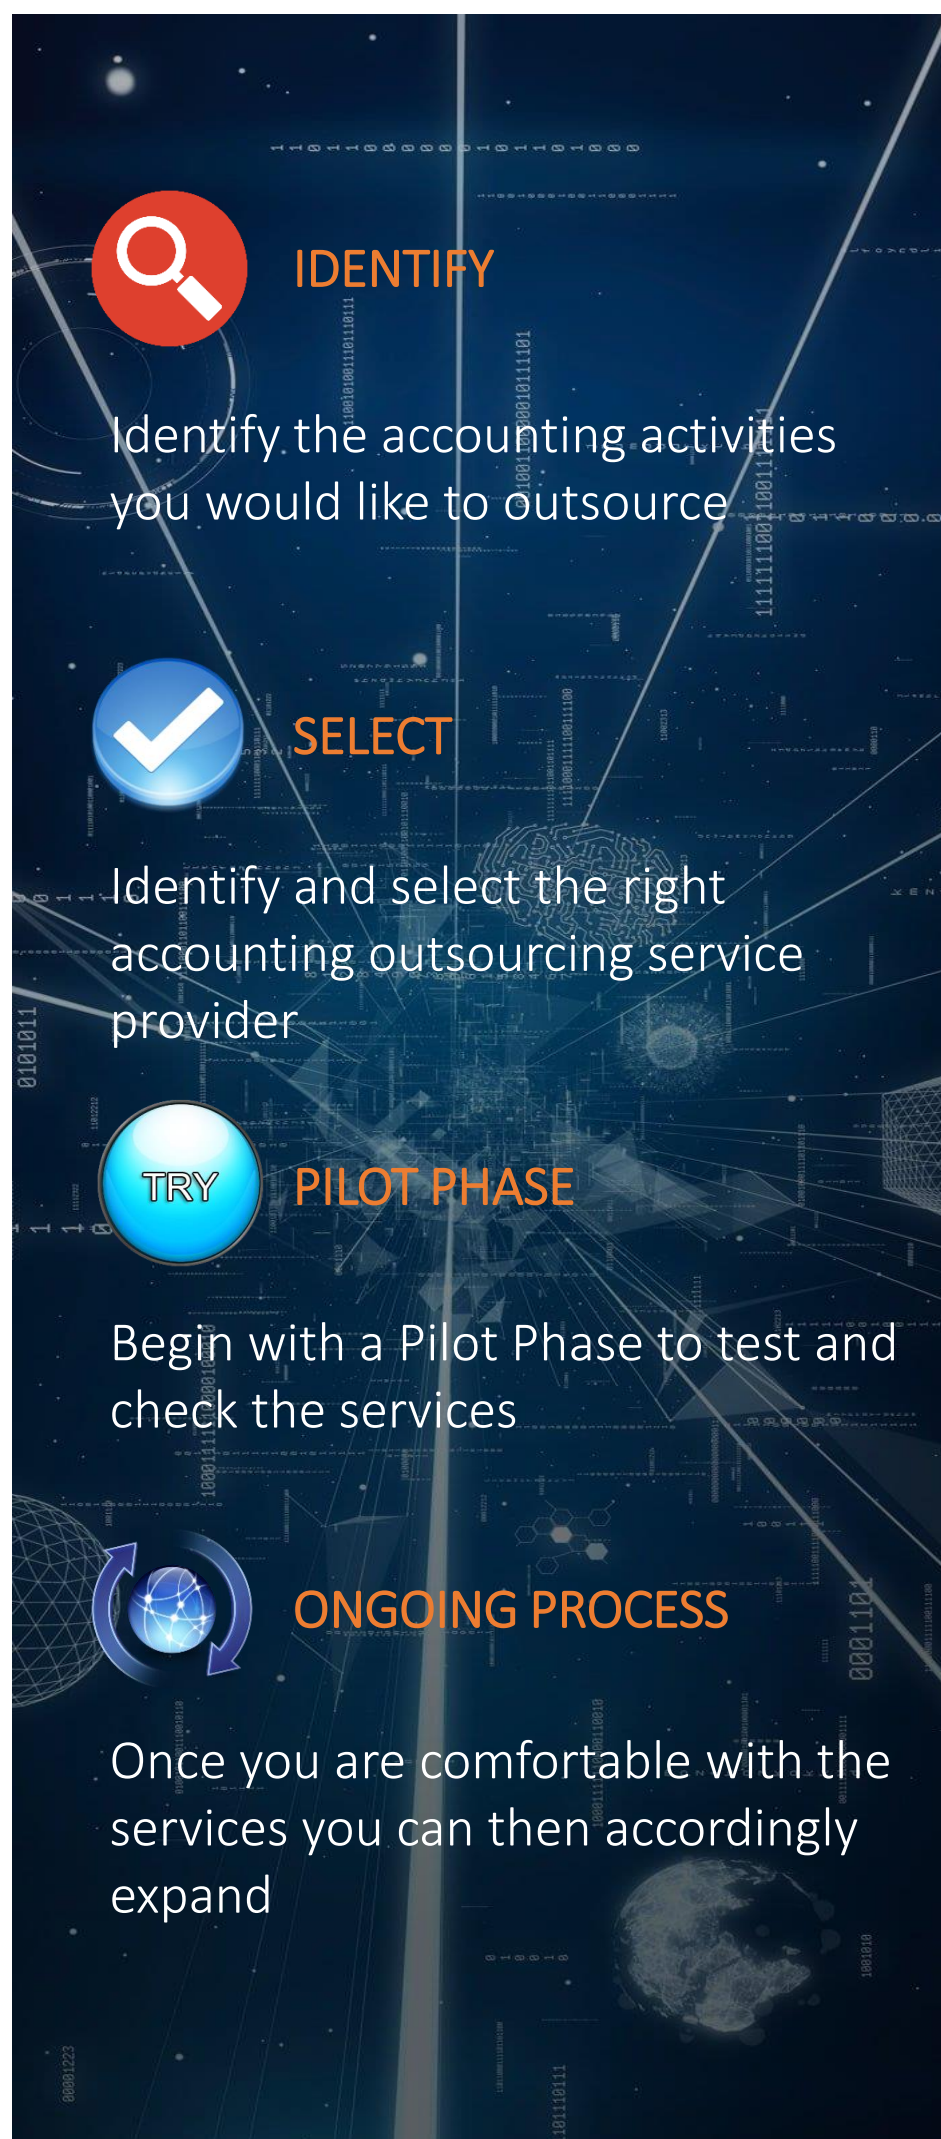 IDENTIFY
Identify the accounting activities
you would like to outsource
SELECT
Identify and select the right
accounting outsourcing service
provider
TRY
PILOT PHASE
Begin with a Pilot Phase to test and
check the services
ONGOING PROCESS
Once you are comfortable with the
services you can then accordingly
expand